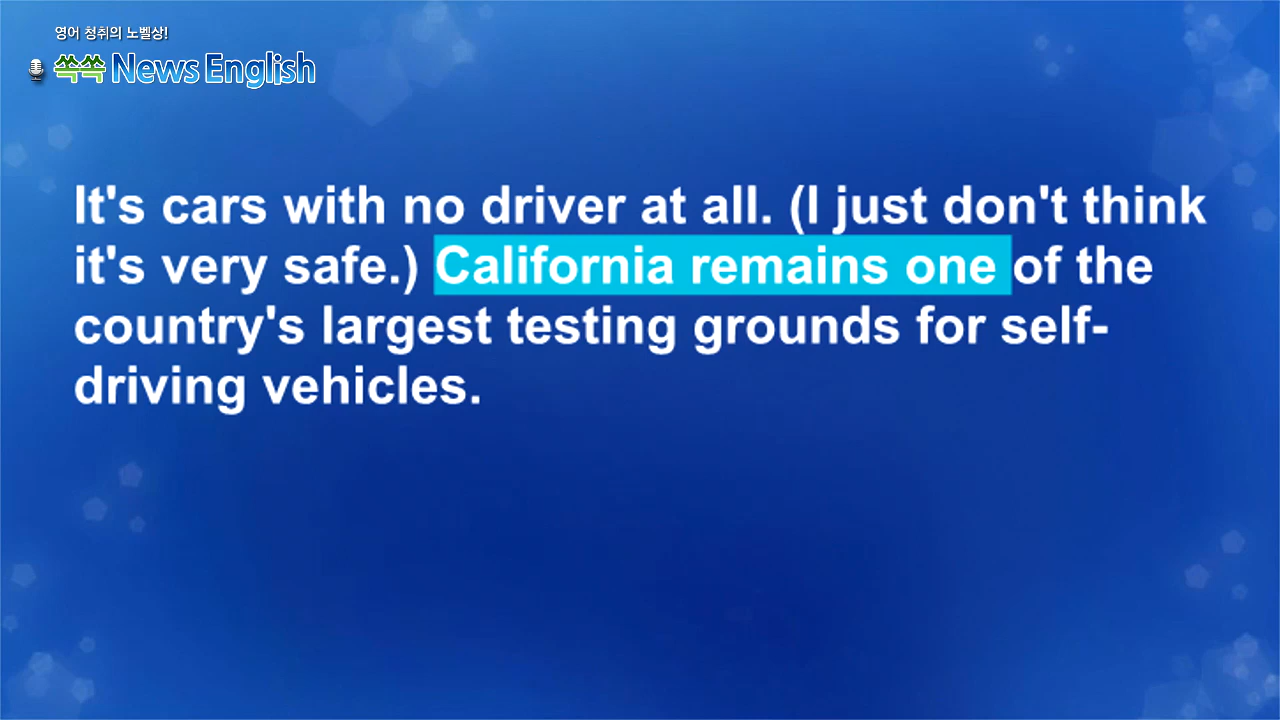 영어 청취의 노벨상!
쏙쏙 News English
It's cars with no driver at all. (I just don't think
it's very safe.) California remains one of the
country's largest testing grounds for self-
driving vehicles.